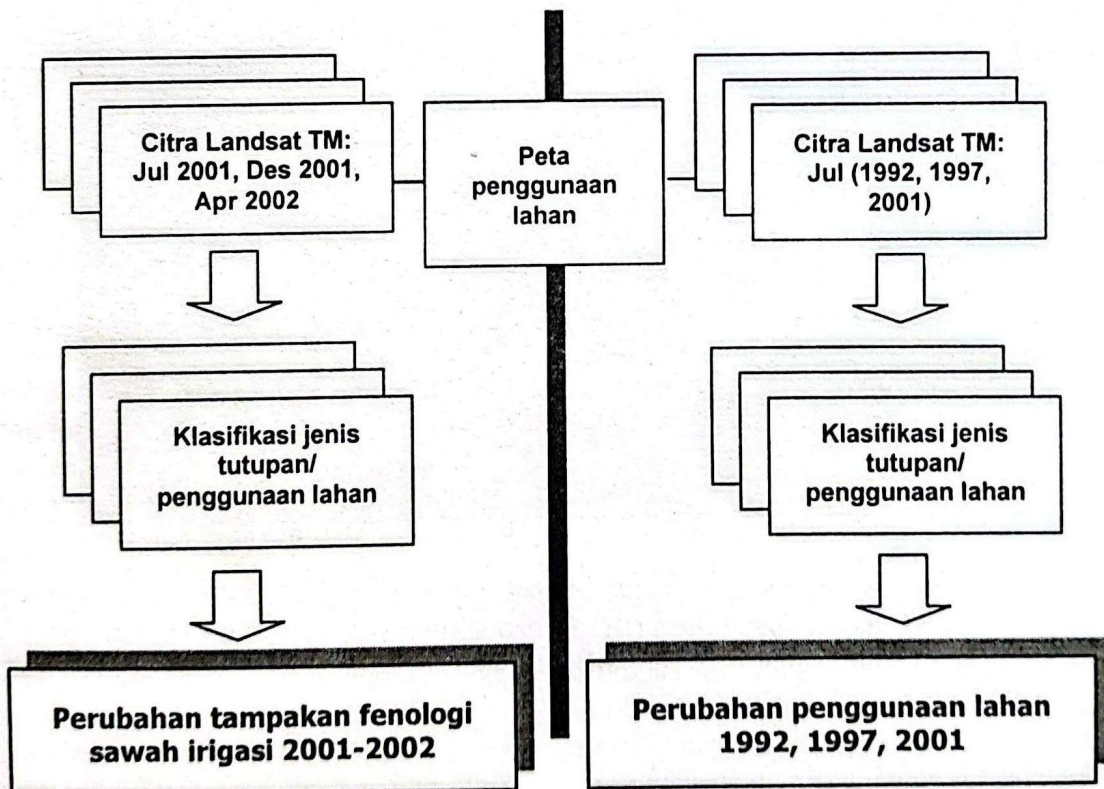 Citra Landsat TM:
Jul 2001, Des 2001,
Apr 2002
Peta
penggunaan
lahan
Citra Landsat TM:
Jul (1992, 1997,
2001)
Klasifikasi jenis
tutupan/
penggunaan lahan
Klasifikasi jenis
tutupan/
penggunaan lahan
Perubahan tampakan fenologi
sawah irigasi 2001-2002
Perubahan penggunaan lahan
1992, 1997, 2001